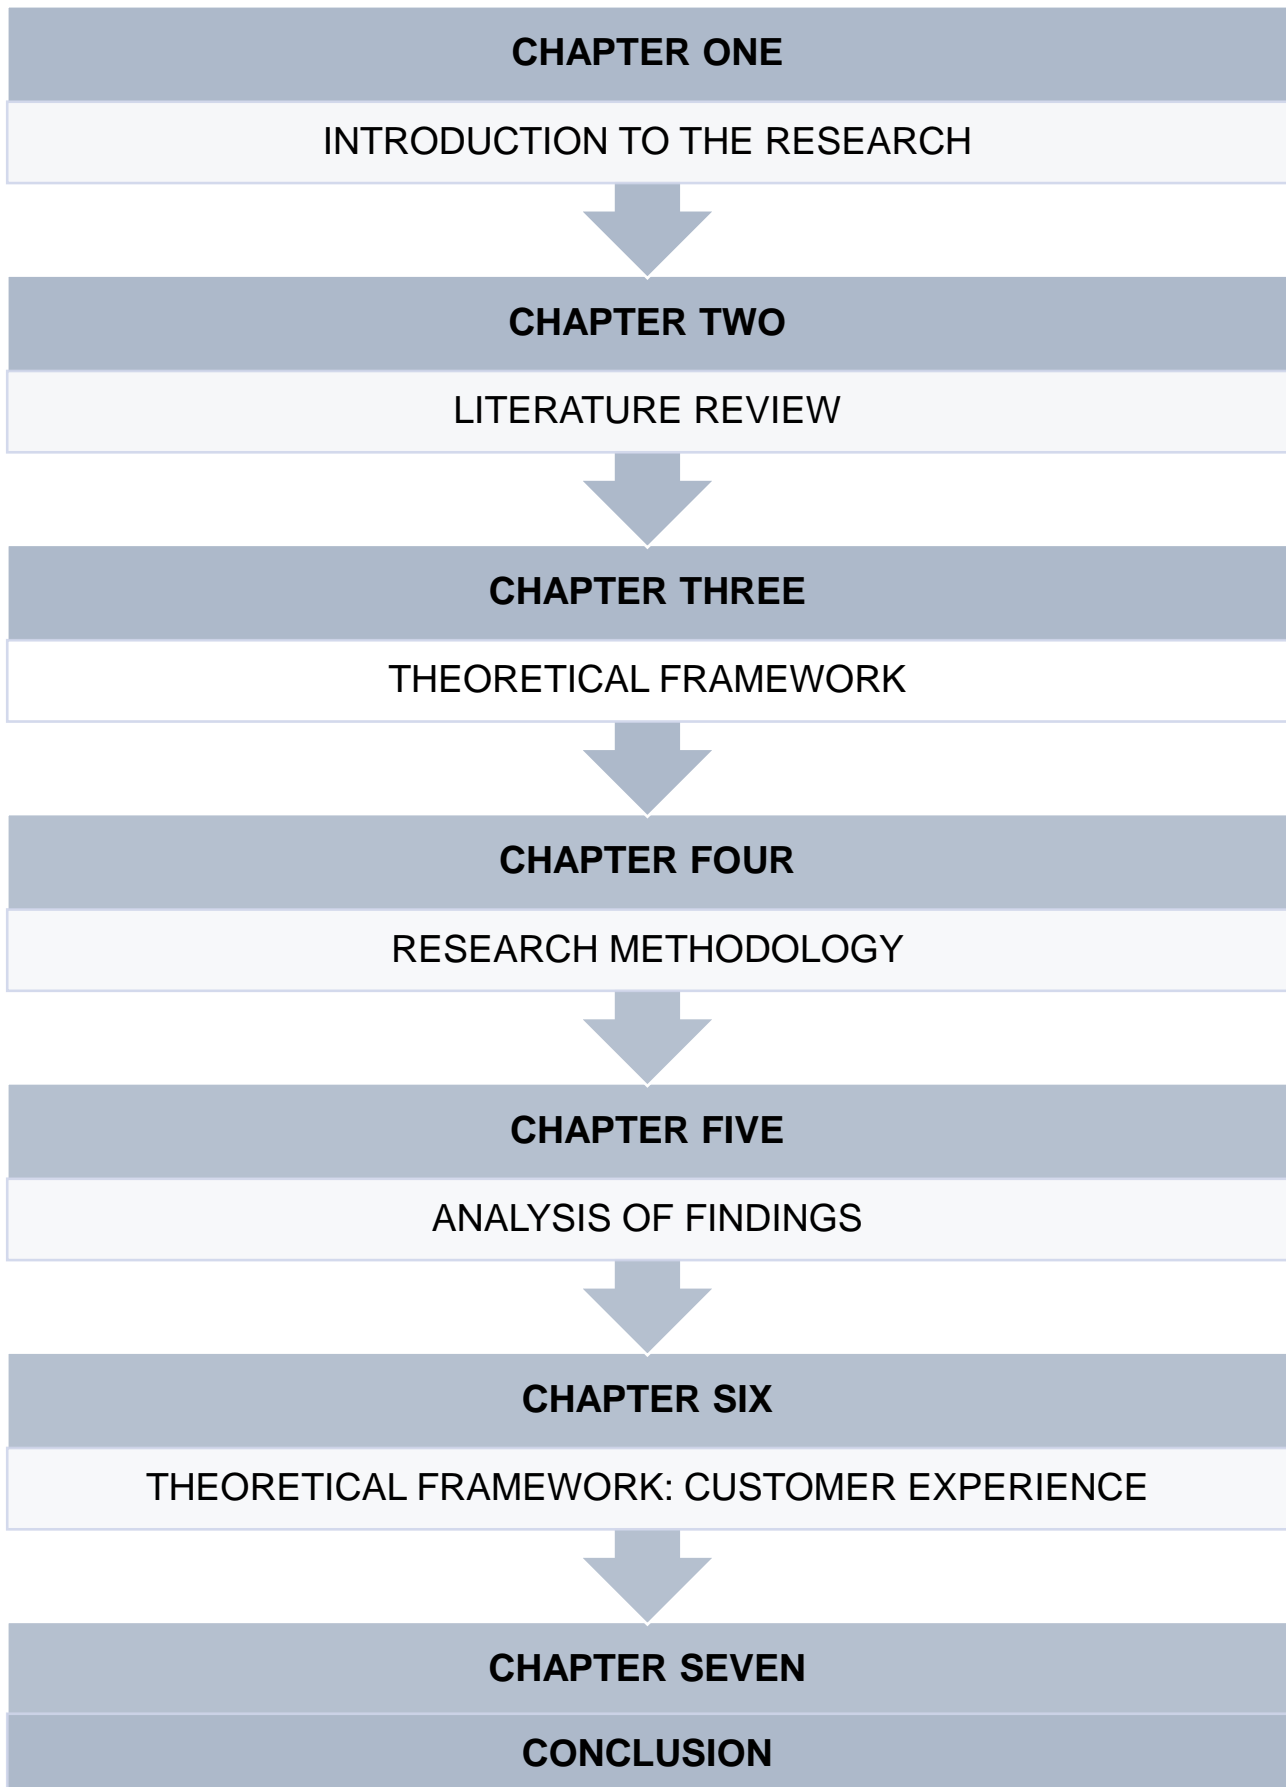 CHAPTER ONE
INTRODUCTION TO THE RESEARCH
CHAPTER TWO
LITERATURE REVIEW
CHAPTER THREE
THEORETICAL FRAMEWORK
CHAPTER FOUR
RESEARCH METHODOLOGY
CHAPTER FIVE
ANALYSIS OF FINDINGS
CHAPTER SIX
THEORETICAL FRAMEWORK: CUSTOMER EXPERIENCE
CHAPTER SEVEN
CONCLUSION